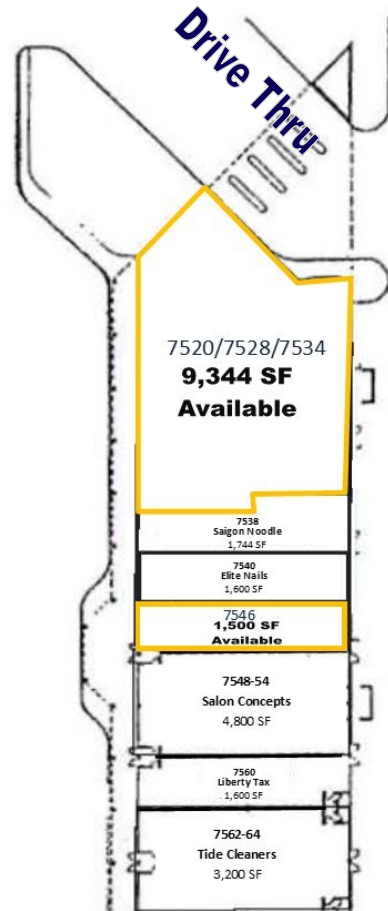 Drive Thru
7520/7528/7534
9,344 SF
Available
7538
Saigon Noodle
1,744 SF
7540
Elite Nails
1,600 SF
7546
1,500 SF
Available
7548-54
Salon Concepts
4,800 SF
7560
Liberty Tax
1,600 SF
7562-64
Tide Cleaners
3,200 SF